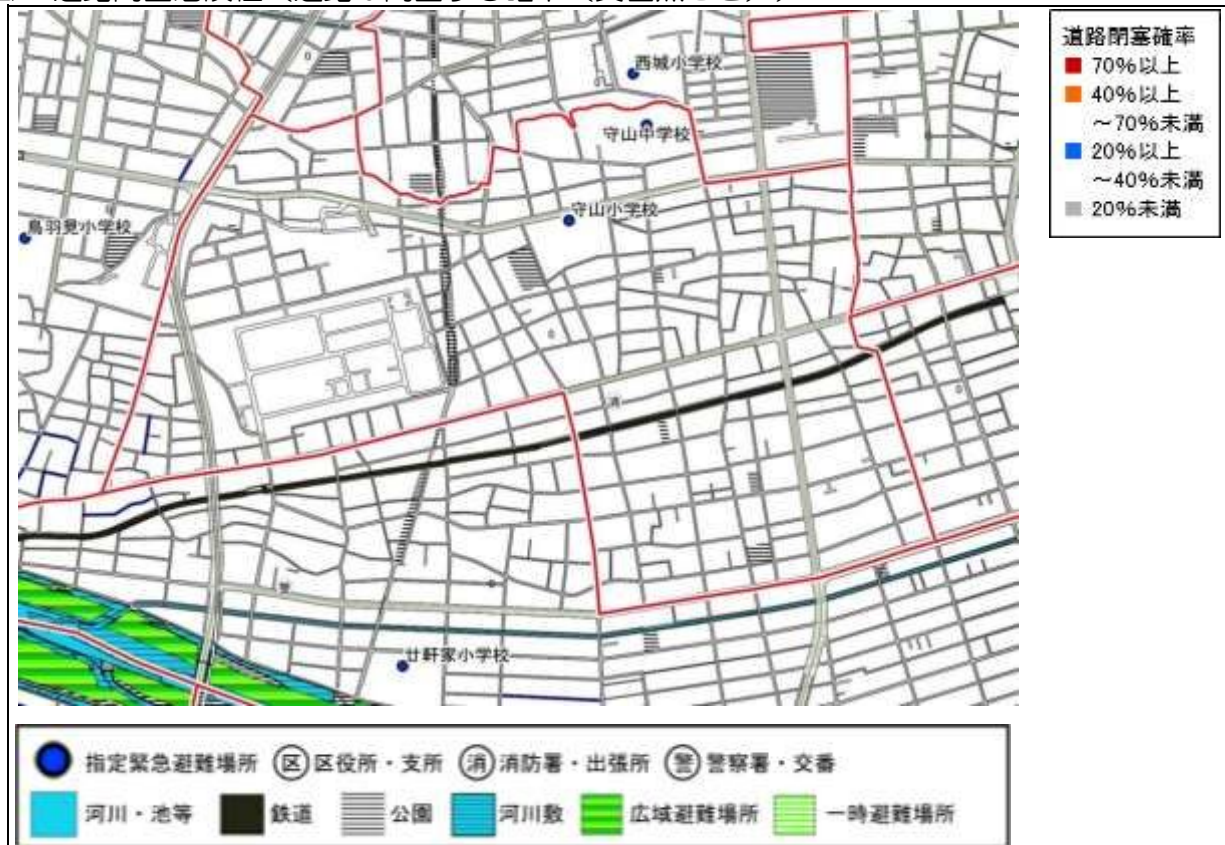 道路閉塞確率
70%以上
40%以上
～70%未満
20%以上
～40%未満
20%未満
西城小学校
守山中学校
守山小学校
鳥羽見小学校
消
廿軒家小学校
指定緊急避難場所 区 区役所・支所 消 消防署・出張所 警 警察署・交番
河川・池等 鉄道 公園 河川敷 広域避難場所 一時避難場所